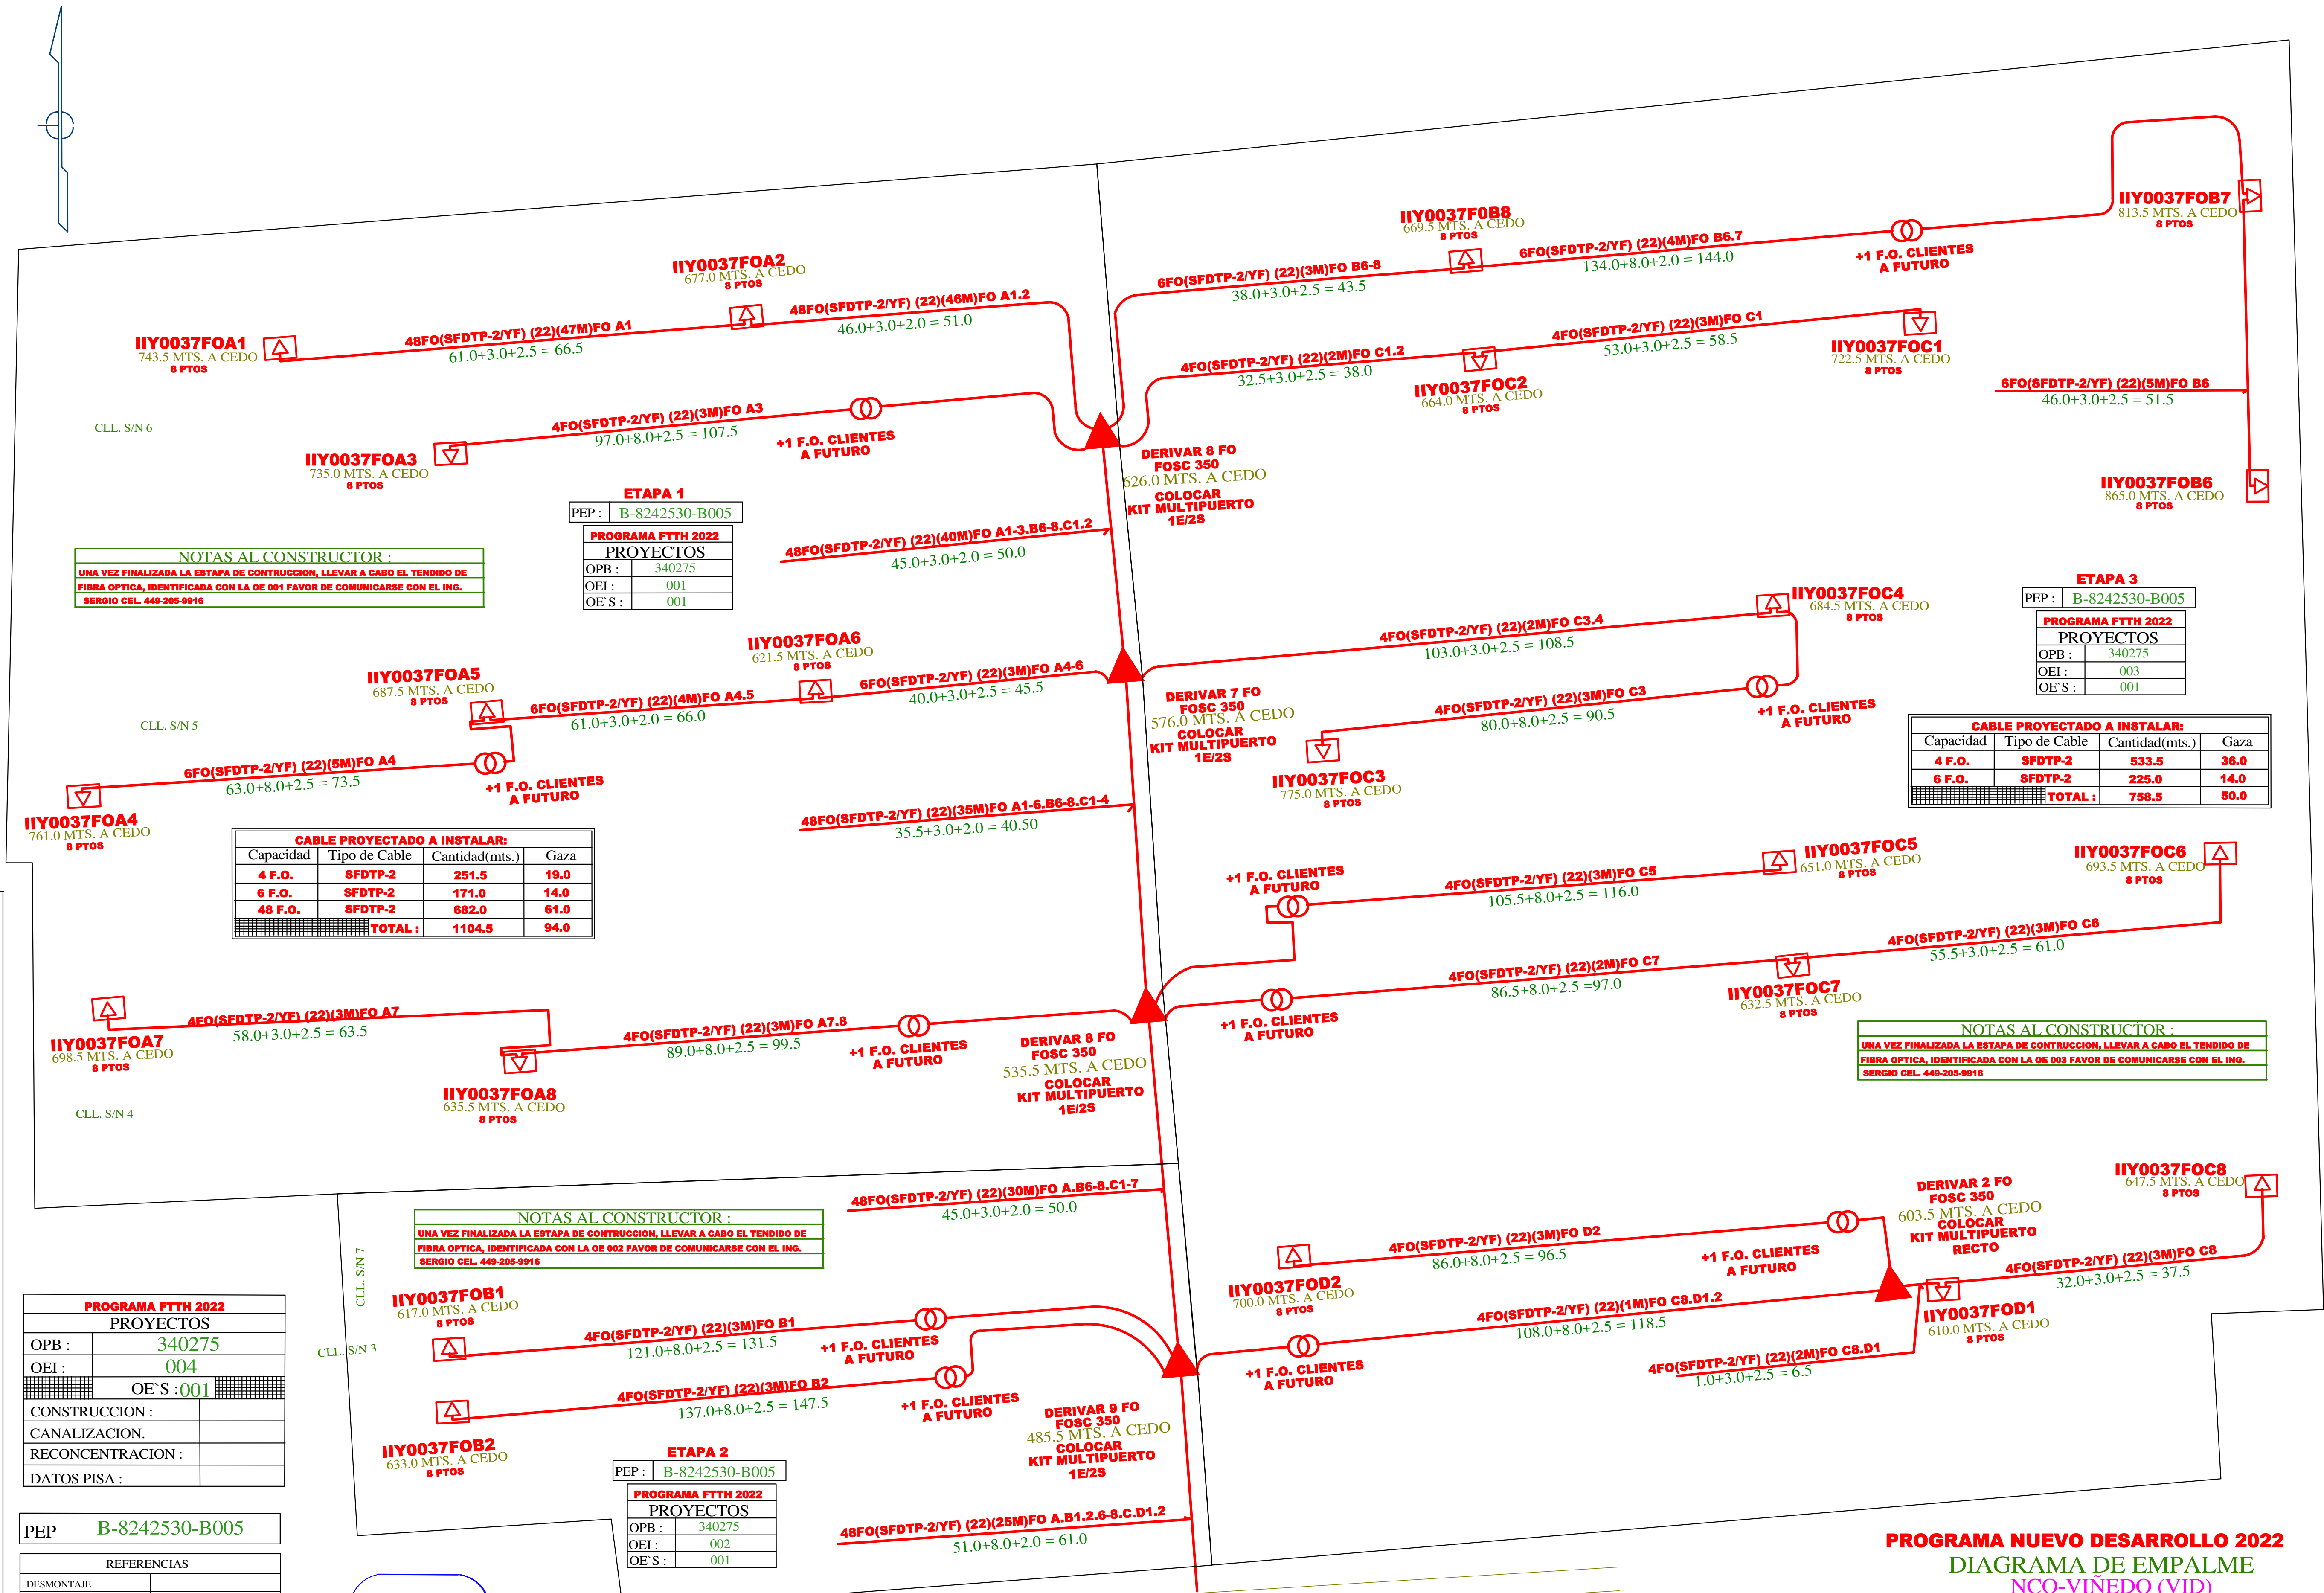 IIY0037FOA2
677.0 MTS. A CEDO
8 PTOS
48FO(SFDTP-2/YF) (22)(46M)FO A1.2
46.0+3.0+2.0 = 51.0
IIY0037FOA1
743.5 MTS. A CEDO
8 PTOS
48FO(SFDTP-2/YF) (22)(47M)FO A1
61.0+3.0+2.5 = 66.5
CLL. S/N 6
4FO(SFDTP-2/YF) (22)(3M)FO A3
97.0+8.0+2.5 = 107.5
+1 F.O. CLIENTES
A FUTURO
IIY0037FOA3
735.0 MTS. A CEDO
8 PTOS
IIY0037F0B8
669.5 MTS. A CEDO
8 PTOS
6FO(SFDTP-2/YF) (22)(3M)FO B6-8
38.0+3.0+2.5 = 43.5
6FO(SFDTP-2/YF) (22)(4M)FO B6.7
134.0+8.0+2.0 = 144.0
+1 F.O. CLIENTES
A FUTURO
IIY0037FOB7
813.5 MTS. A CEDO
8 PTOS
4FO(SFDTP-2/YF) (22)(2M)FO C1.2
32.5+3.0+2.5 = 38.0
4FO(SFDTP-2/YF) (22)(3M)FO C1
53.0+3.0+2.5 = 58.5
IIY0037FOC2
664.0 MTS. A CEDO
8 PTOS
IIY0037FOC1
722.5 MTS. A CEDO
8 PTOS
6FO(SFDTP-2/YF) (22)(5M)FO B6
46.0+3.0+2.5 = 51.5
IIY0037FOB6
865.0 MTS. A CEDO
8 PTOS
DERIVAR 8 FO
FOSC 350
626.0 MTS. A CEDO
COLOCAR
KIT MULTIPUERTO
1E/2S
ETAPA 1
PEP : B-8242530-B005
PROGRAMA FTTH 2022
PROYECTOS
OPB : 340275
OEI : 001
OE`S : 001
48FO(SFDTP-2/YF) (22)(40M)FO A1-3.B6-8.C1.2
45.0+3.0+2.0 = 50.0
NOTAS AL CONSTRUCTOR :
UNA VEZ FINALIZADA LA ESTAPA DE CONTRUCCION, LLEVAR A CABO EL TENDIDO DE
FIBRA OPTICA, IDENTIFICADA CON LA OE 001 FAVOR DE COMUNICARSE CON EL ING.
SERGIO CEL. 449-205-9916
IIY0037FOA6
621.5 MTS. A CEDO
8 PTOS
6FO(SFDTP-2/YF) (22)(3M)FO A4-6
40.0+3.0+2.5 = 45.5
IIY0037FOA5
687.5 MTS. A CEDO
8 PTOS
6FO(SFDTP-2/YF) (22)(4M)FO A4.5
61.0+3.0+2.0 = 66.0
CLL. S/N 5
6FO(SFDTP-2/YF) (22)(5M)FO A4
63.0+8.0+2.5 = 73.5
+1 F.O. CLIENTES
A FUTURO
IIY0037FOA4
761.0 MTS. A CEDO
8 PTOS
DERIVAR 7 FO
FOSC 350
576.0 MTS. A CEDO
COLOCAR
KIT MULTIPUERTO
1E/2S
4FO(SFDTP-2/YF) (22)(2M)FO C3.4
103.0+3.0+2.5 = 108.5
IIY0037FOC4
684.5 MTS. A CEDO
8 PTOS
4FO(SFDTP-2/YF) (22)(3M)FO C3
80.0+8.0+2.5 = 90.5
+1 F.O. CLIENTES
A FUTURO
IIY0037FOC3
775.0 MTS. A CEDO
8 PTOS
ETAPA 3
PEP : B-8242530-B005
PROGRAMA FTTH 2022
PROYECTOS
OPB : 340275
OEI : 003
OE`S : 001
CABLE PROYECTADO A INSTALAR:
Capacidad Tipo de Cable Cantidad(mts.) Gaza
4 F.O. SFDTP-2 533.5 36.0
6 F.O. SFDTP-2 225.0 14.0
TOTAL : 758.5 50.0
48FO(SFDTP-2/YF) (22)(35M)FO A1-6.B6-8.C1-4
35.5+3.0+2.0 = 40.50
CABLE PROYECTADO A INSTALAR:
Capacidad Tipo de Cable Cantidad(mts.) Gaza
4 F.O. SFDTP-2 251.5 19.0
6 F.O. SFDTP-2 171.0 14.0
48 F.O. SFDTP-2 682.0 61.0
TOTAL : 1104.5 94.0
+1 F.O. CLIENTES
A FUTURO
4FO(SFDTP-2/YF) (22)(3M)FO C5
105.5+8.0+2.5 = 116.0
IIY0037FOC5
651.0 MTS. A CEDO
8 PTOS
IIY0037FOC6
693.5 MTS. A CEDO
8 PTOS
4FO(SFDTP-2/YF) (22)(2M)FO C7
86.5+8.0+2.5 =97.0
4FO(SFDTP-2/YF) (22)(3M)FO C6
55.5+3.0+2.5 = 61.0
IIY0037FOC7
632.5 MTS. A CEDO
8 PTOS
+1 F.O. CLIENTES
A FUTURO
IIY0037FOA7
698.5 MTS. A CEDO
8 PTOS
4FO(SFDTP-2/YF) (22)(3M)FO A7
58.0+3.0+2.5 = 63.5
4FO(SFDTP-2/YF) (22)(3M)FO A7.8
89.0+8.0+2.5 = 99.5
+1 F.O. CLIENTES
A FUTURO
IIY0037FOA8
635.5 MTS. A CEDO
8 PTOS
DERIVAR 8 FO
FOSC 350
535.5 MTS. A CEDO
COLOCAR
KIT MULTIPUERTO
1E/2S
CLL. S/N 4
NOTAS AL CONSTRUCTOR :
UNA VEZ FINALIZADA LA ESTAPA DE CONTRUCCION, LLEVAR A CABO EL TENDIDO DE
FIBRA OPTICA, IDENTIFICADA CON LA OE 003 FAVOR DE COMUNICARSE CON EL ING.
SERGIO CEL. 449-205-9916
48FO(SFDTP-2/YF) (22)(30M)FO A.B6-8.C1-7
45.0+3.0+2.0 = 50.0
NOTAS AL CONSTRUCTOR :
UNA VEZ FINALIZADA LA ESTAPA DE CONTRUCCION, LLEVAR A CABO EL TENDIDO DE
FIBRA OPTICA, IDENTIFICADA CON LA OE 002 FAVOR DE COMUNICARSE CON EL ING.
SERGIO CEL. 449-205-9916
CLL. S/N 7
CLL. S/N 3
IIY0037FOB1
617.0 MTS. A CEDO
8 PTOS
4FO(SFDTP-2/YF) (22)(3M)FO B1
121.0+8.0+2.5 = 131.5
+1 F.O. CLIENTES
A FUTURO
4FO(SFDTP-2/YF) (22)(3M)FO B2
137.0+8.0+2.5 = 147.5
+1 F.O. CLIENTES
A FUTURO
IIY0037FOB2
633.0 MTS. A CEDO
8 PTOS
DERIVAR 9 FO
FOSC 350
485.5 MTS. A CEDO
COLOCAR
KIT MULTIPUERTO
1E/2S
4FO(SFDTP-2/YF) (22)(3M)FO D2
86.0+8.0+2.5 = 96.5
+1 F.O. CLIENTES
A FUTURO
IIY0037FOD2
700.0 MTS. A CEDO
8 PTOS
DERIVAR 2 FO
FOSC 350
603.5 MTS. A CEDO
COLOCAR
KIT MULTIPUERTO
RECTO
IIY0037FOC8
647.5 MTS. A CEDO
8 PTOS
4FO(SFDTP-2/YF) (22)(3M)FO C8
32.0+3.0+2.5 = 37.5
4FO(SFDTP-2/YF) (22)(1M)FO C8.D1.2
108.0+8.0+2.5 = 118.5
+1 F.O. CLIENTES
A FUTURO
IIY0037FOD1
610.0 MTS. A CEDO
8 PTOS
4FO(SFDTP-2/YF) (22)(2M)FO C8.D1
1.0+3.0+2.5 = 6.5
PROGRAMA FTTH 2022
PROYECTOS
OPB : 340275
OEI : 004
OE`S :001
CONSTRUCCION :
CANALIZACION.
RECONCENTRACION :
DATOS PISA :
PEP B-8242530-B005
REFERENCIAS
DESMONTAJE
ETAPA 2
PEP : B-8242530-B005
PROGRAMA FTTH 2022
PROYECTOS
OPB : 340275
OEI : 002
OE`S : 001
48FO(SFDTP-2/YF) (22)(25M)FO A.B1.2.6-8.C.D1.2
51.0+8.0+2.0 = 61.0
PROGRAMA NUEVO DESARROLLO 2022
DIAGRAMA DE EMPALME
NCO-VIÑEDO (VID)